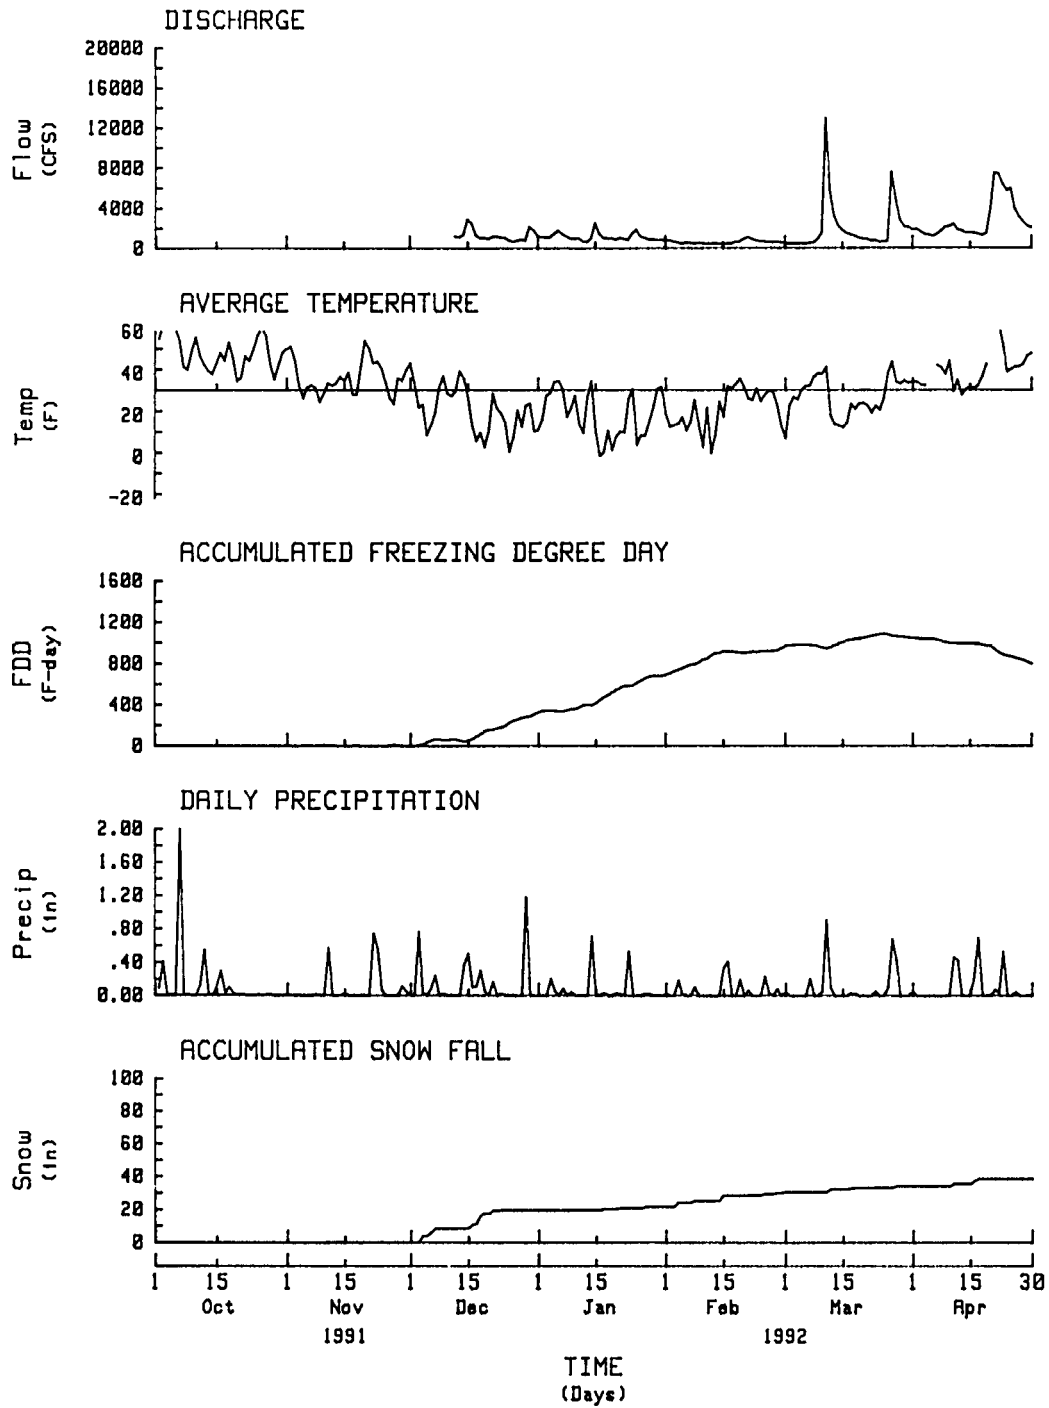 DISCHARGE
20000
16000
12000
8000
4000
0
Flow
(CFS)
AVERAGE TEMPERATURE
60
40
20
0
-20
Temp
(F)
ACCUMULATED FREEZING DEGREE DAY
1600
1200
800
400
0
FDD
(F-day)
DAILY PRECIPITATION
2.00
1.60
1.20
.80
.40
0.00
Precip
(in)
ACCUMULATED SNOW FALL
100
80
60
40
20
0
Snow
(in)
1 15 1 15 1 15 1 15 1 15 1 15 1 15 30
Oct Nov Dec Jan Feb Mar Apr
1991 1992
TIME
(Days)